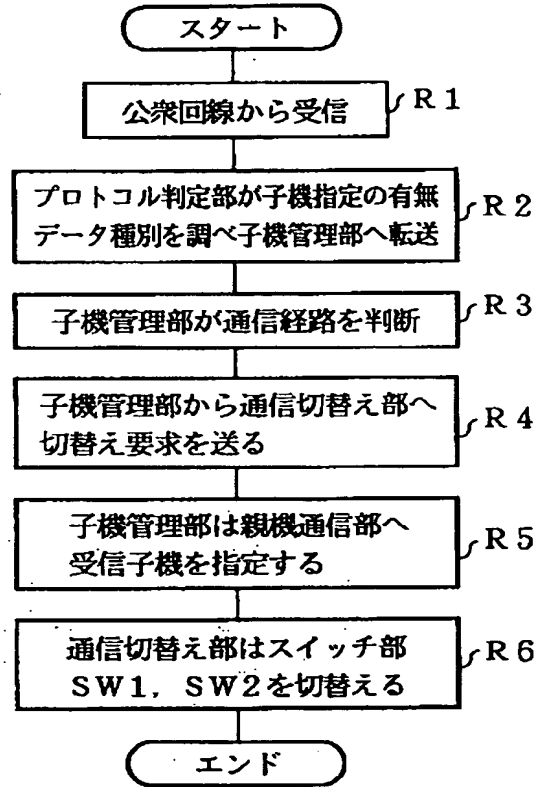 スタート
公衆回線から受信
R1
プロトコル判定部が子機指定の有無
データ種別を調べ子機管理部へ転送
R2
子機管理部が通信経路を判断
R3
子機管理部から通信切替え部へ
切替え要求を送る
R4
子機管理部は親機通信部へ
受信子機を指定する
R5
通信切替え部はスイッチ部
SW1,SW2を切替える
R6
エンド